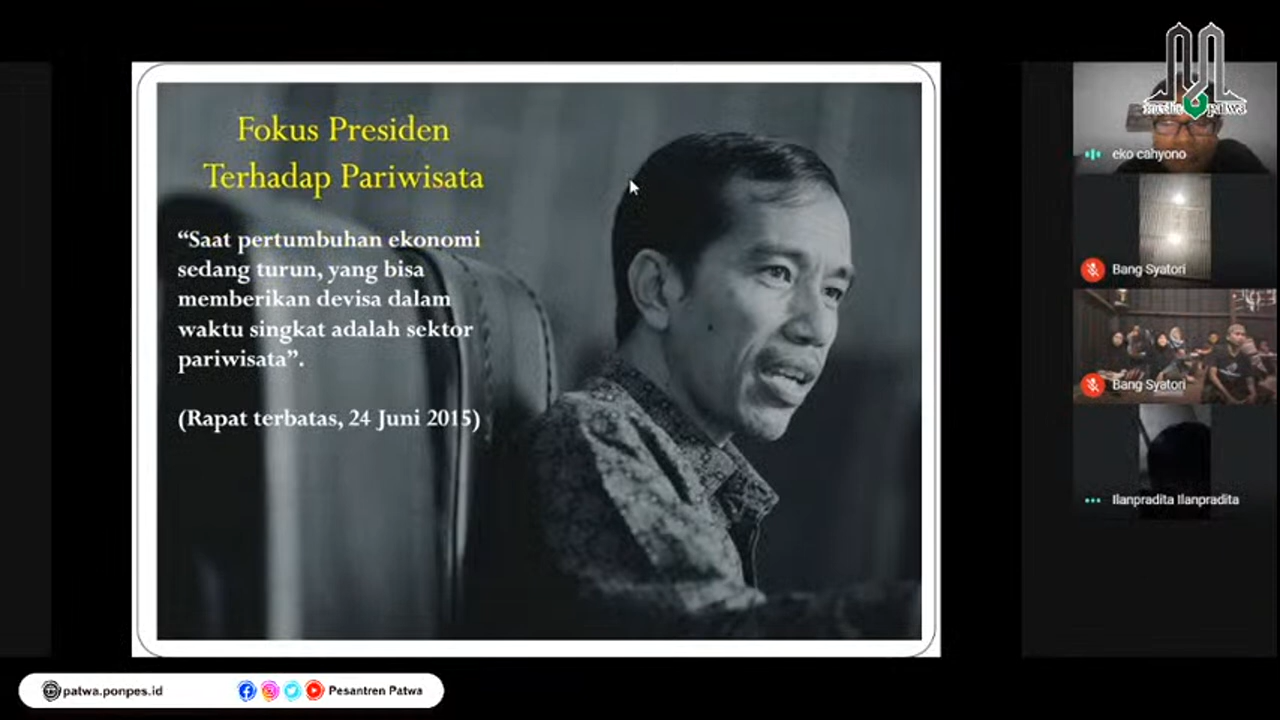 Fokus Presiden
Terhadap Pariwisata
“Saat pertumbuhan ekonomi
sedang turun, yang bisa
memberikan devisa dalam
waktu singkat adalah sektor
pariwisata”.
(Rapat terbatas, 24 Juni 2015)
patwa
eko cahyono
Bang Syatori
Bang Syatori
Ilanpradita Ilanpradita
patwa.ponpes.id
Pesantren Patwa